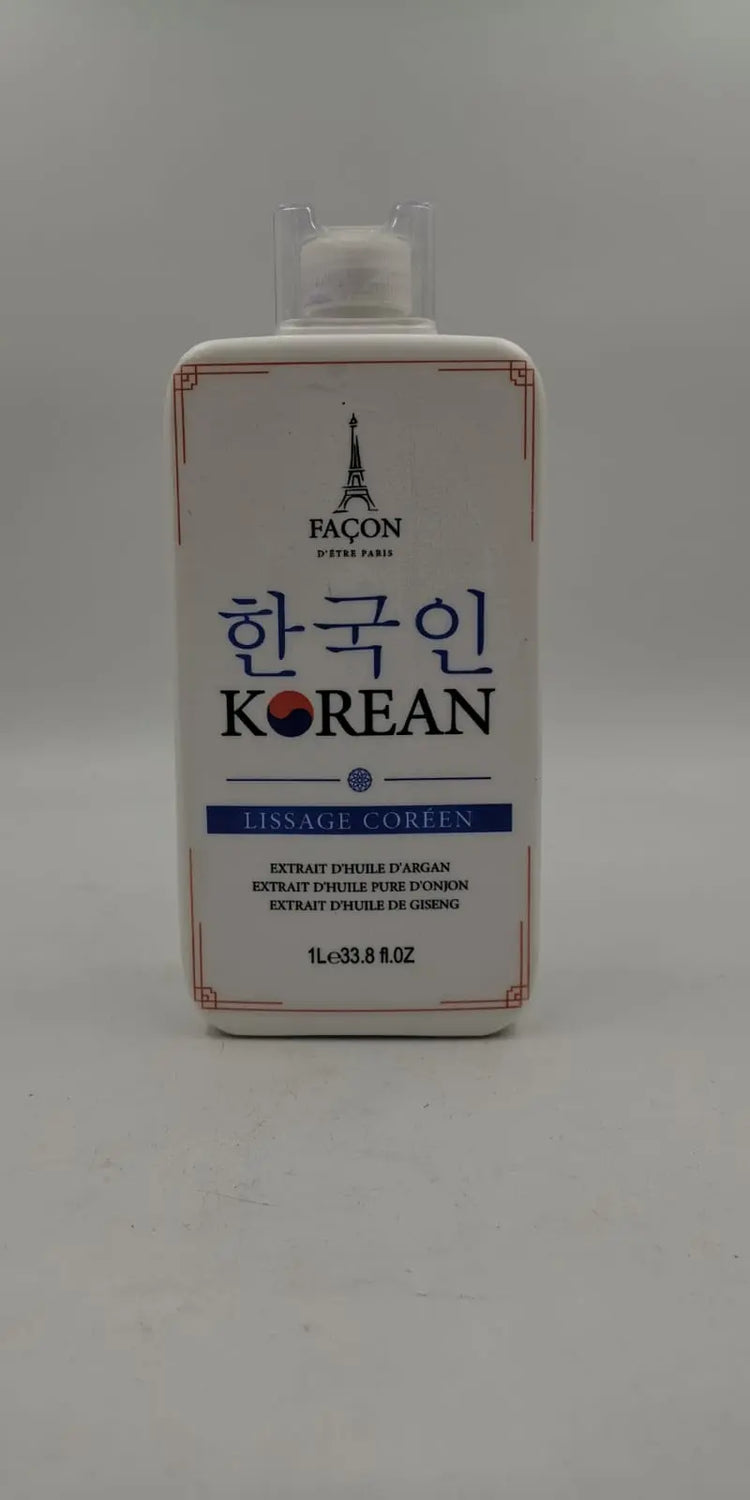 FAÇON
D'ÊTRE PARIS
한국인
KOREAN
LISSAGE CORÉEN
EXTRAIT D'HUILE D'ARGAN
EXTRAIT D'HUILE PURE D'ONJON
EXTRAIT D'HUILE DE GISENG
1Le33.8 fl.0Z